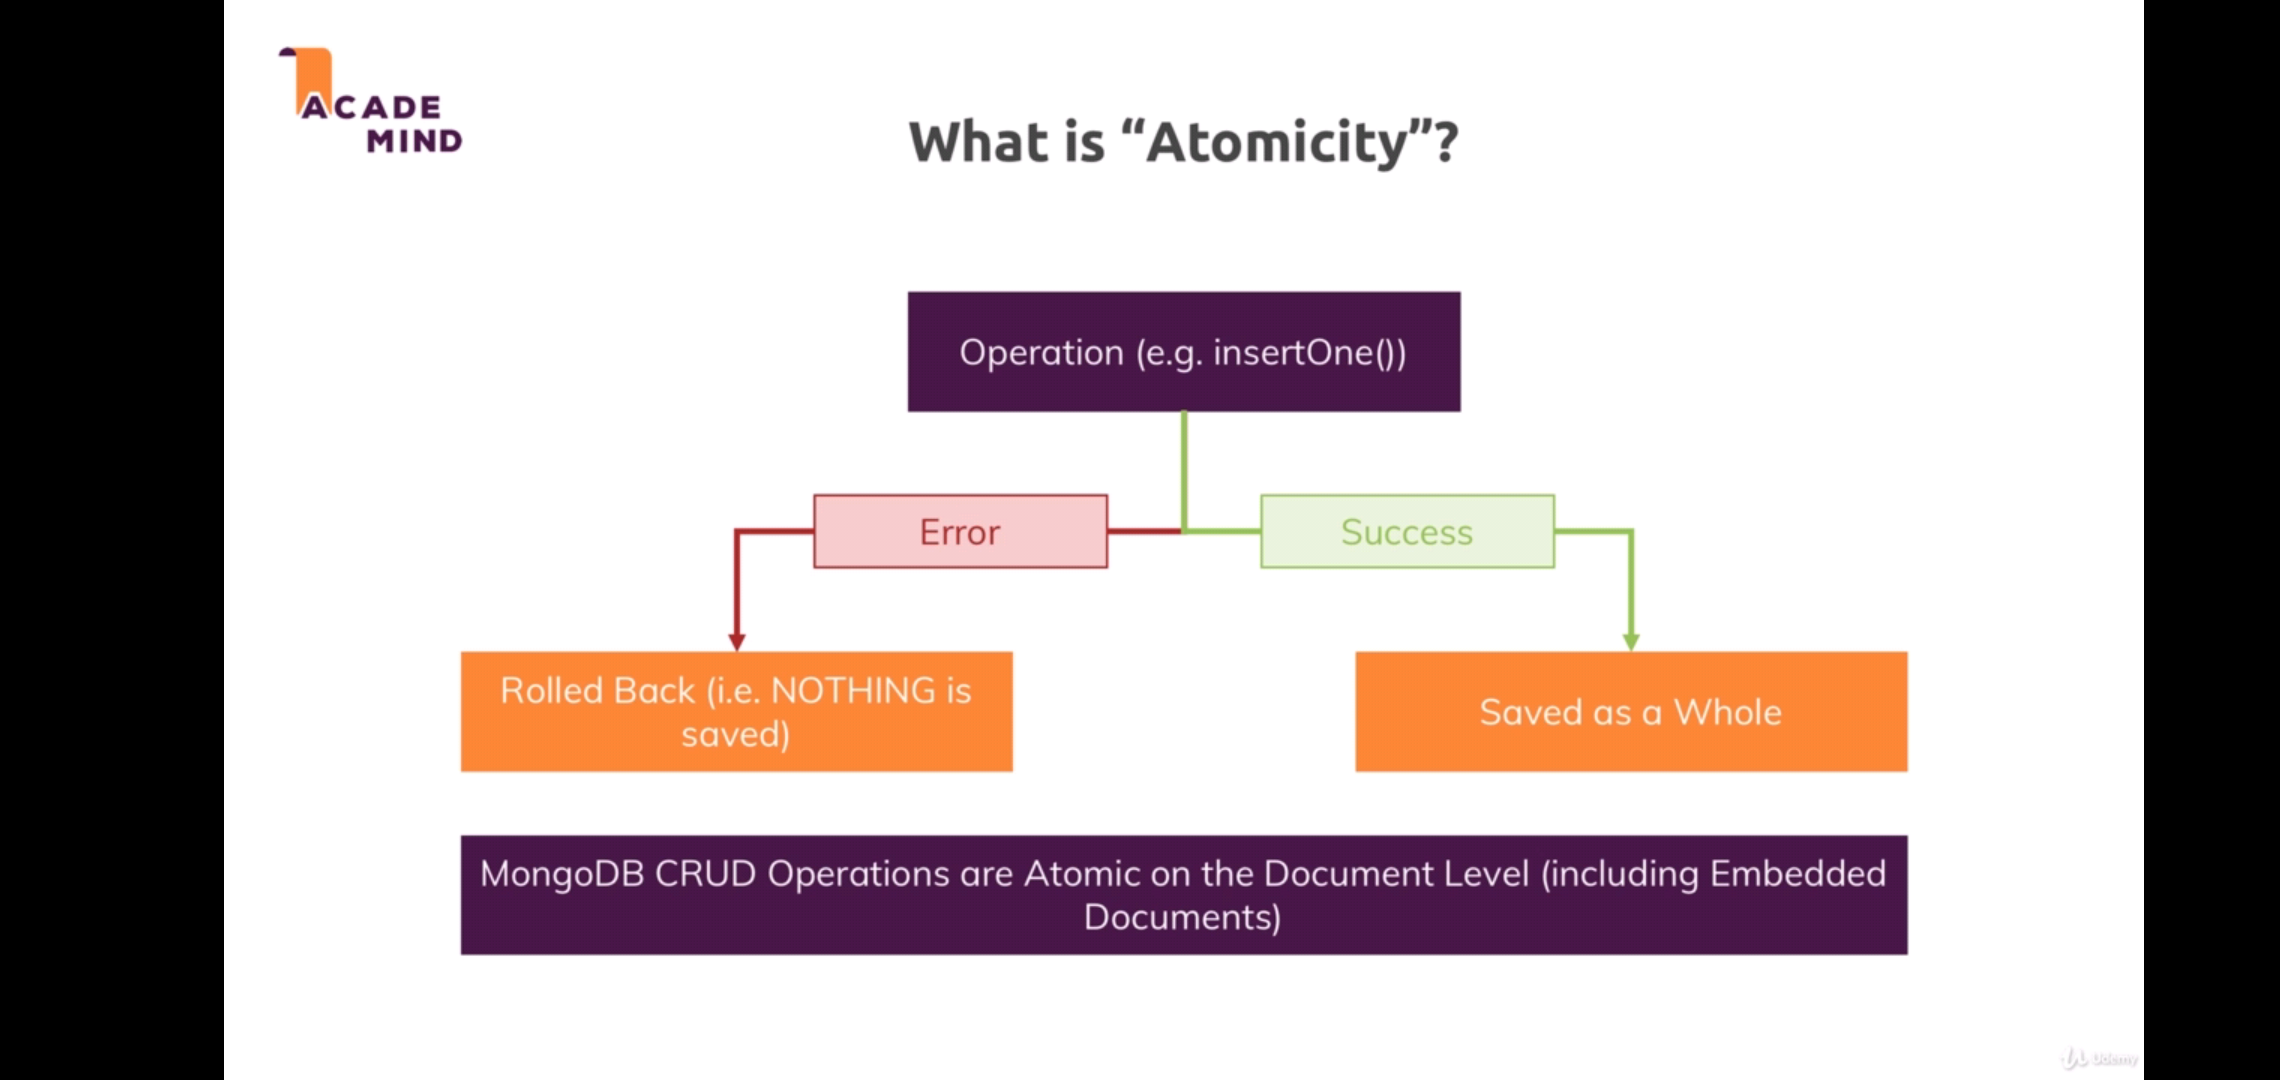 ACADE
MIND
What is “Atomicity”?
Operation (e.g. insertOne())
Error
Success
Rolled Back (i.e. NOTHING is
saved)
Saved as a Whole
MongoDB CRUD Operations are Atomic on the Document Level (including Embedded
Documents)
Udemy